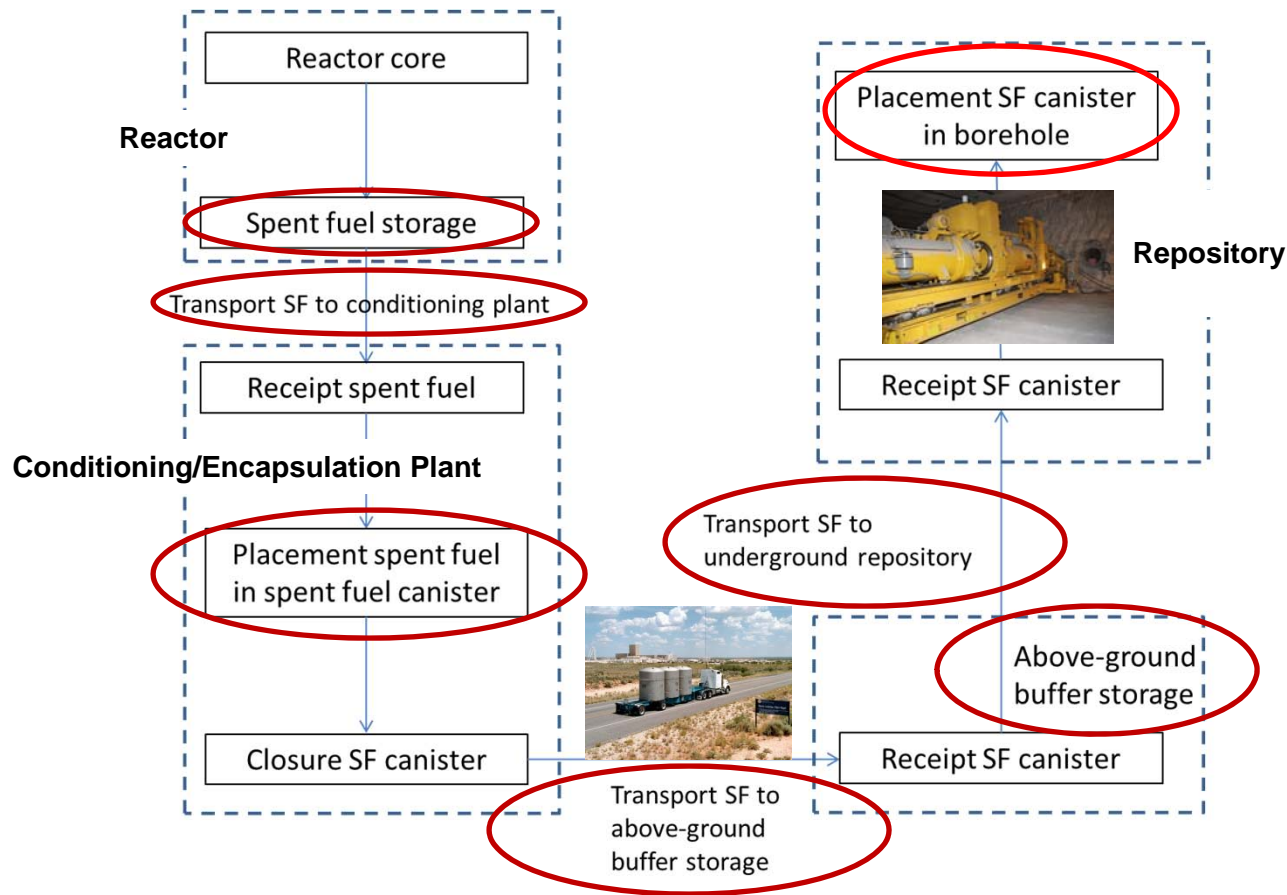 Reactor core
Reactor
Spent fuel storage
Transport SF to conditioning plant
Receipt spent fuel
Conditioning/Encapsulation Plant
Placement spent fuel
in spent fuel canister
Closure SF canister
Transport SF to
above-ground
buffer storage
Receipt SF canister
Above-ground
buffer storage
Transport SF to
underground repository
Receipt SF canister
Repository
Placement SF canister
in borehole